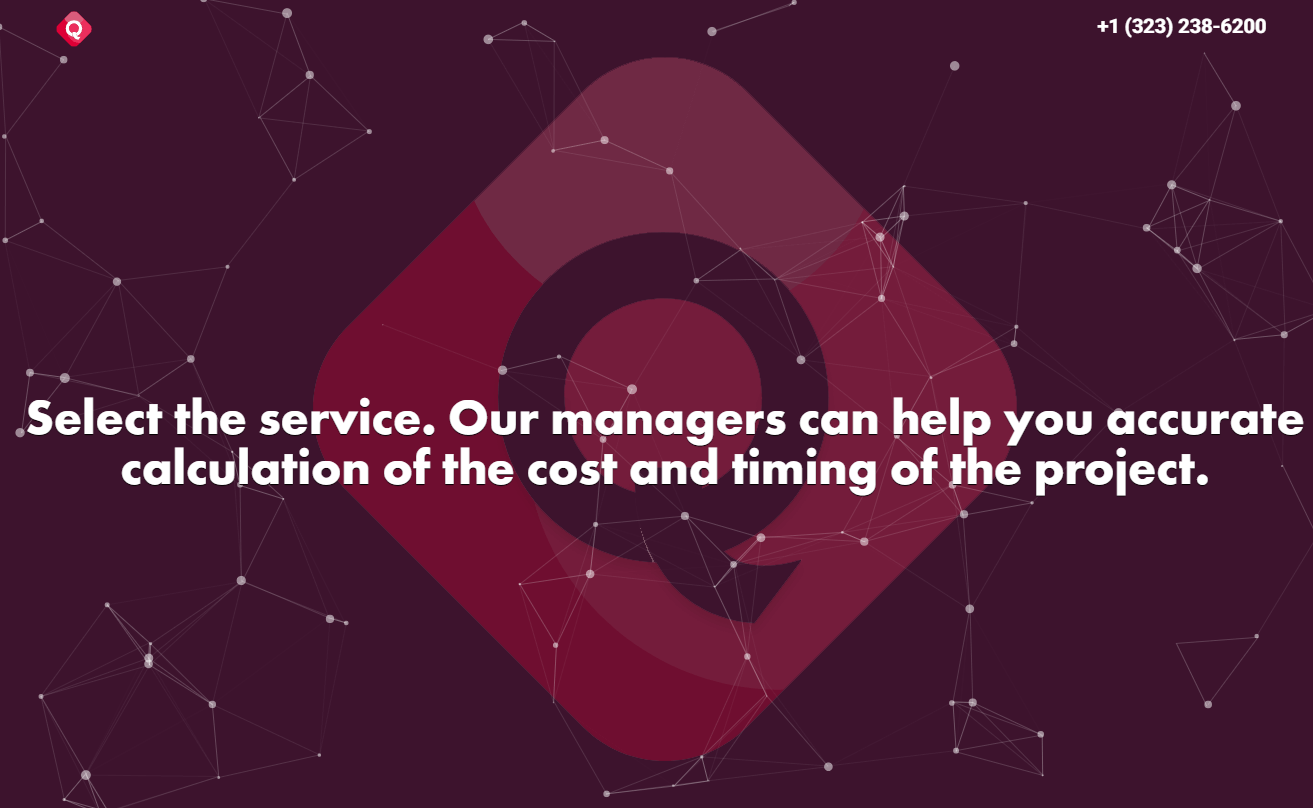 Q
+1 (323) 238-6200
Select the service. Our managers can help you accurate
calculation of the cost and timing of the project.